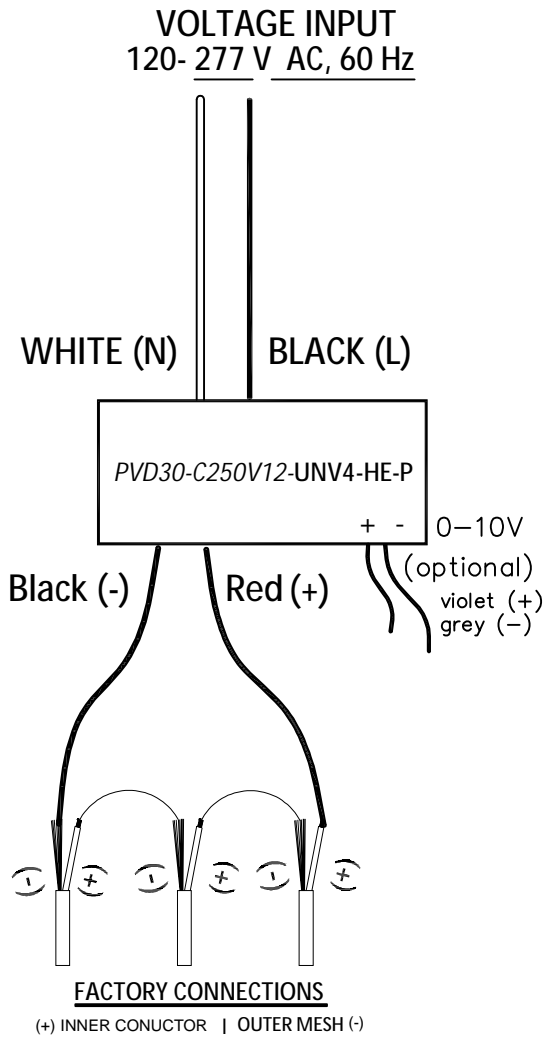 VOLTAGE INPUT
120- 277 V AC, 60 Hz
WHITE (N)
BLACK (L)
PVD30-C250V12-UNV4-HE-P
+ -
0-10V
(optional)
violet (+)
grey (-)
Black (-)
Red (+)
(-) (+) (-) (+) (-) (+)
FACTORY CONNECTIONS
(+) INNER CONUCTOR | OUTER MESH (-)